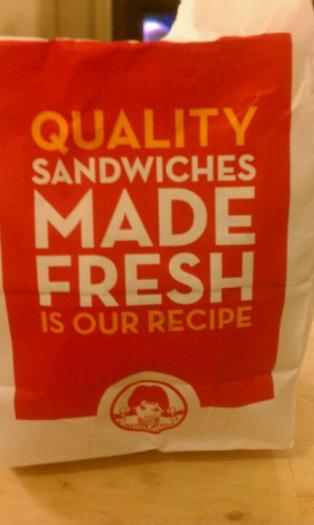 QUALITY
SANDWICHES
MADE
FRESH
IS OUR RECIPE